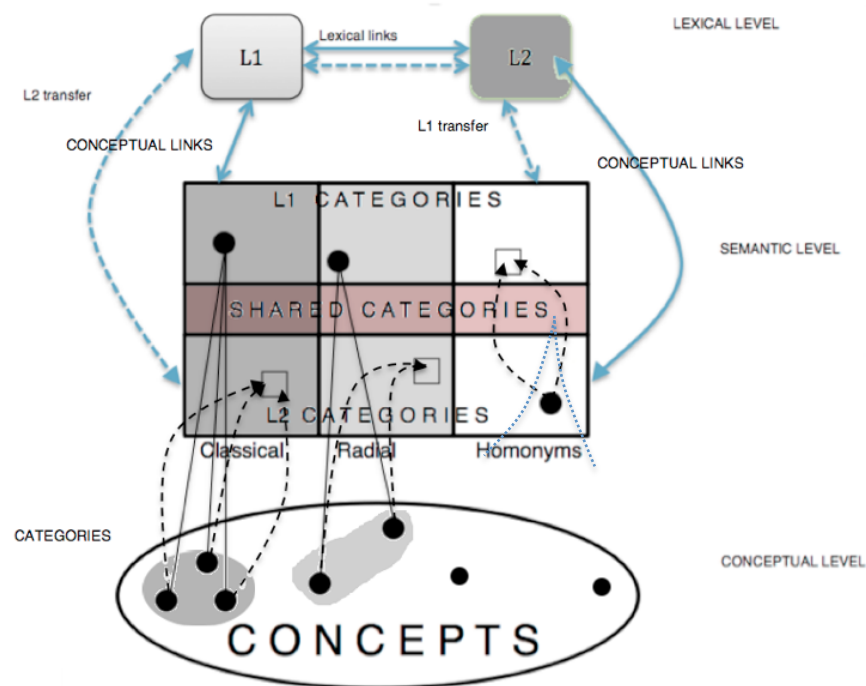 LEXICAL LEVEL
Lexical links
L1
L2
L2 transfer
L1 transfer
CONCEPTUAL LINKS
CONCEPTUAL LINKS
L1 CATEGORIES
SEMANTIC LEVEL
SHARED CATEGORIES
L2 CATEGORIES
Classical
Radial
Homonyms
CATEGORIES
CONCEPTUAL LEVEL
CONCEPTS